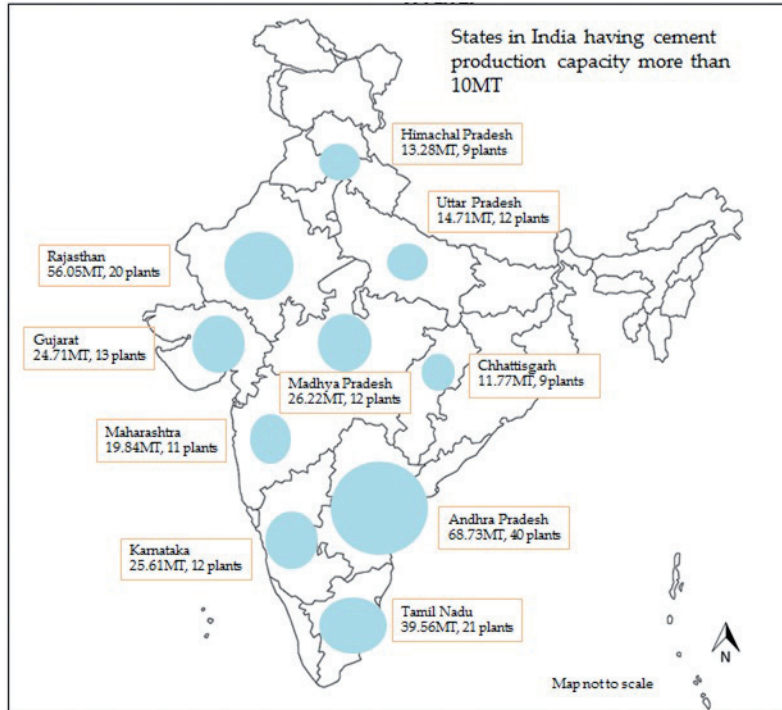 States in India having cement
production capacity more than
10MT
Himachal Pradesh
13.28MT, 9plants
Uttar Pradesh
14.71MT, 12 plants
Rajasthan
56.05MT, 20 plants
Gujarat
24.71MT, 13 plants
Chhattisgarh
11.77MT, 9plants
Madhya Pradesh
26.22MT, 12 plants
Maharashtra
19.84MT, 11 plants
Andhra Pradesh
68.73MT, 40 plants
Karnataka
25.61MT, 12 plants
Tamil Nadu
39.56MT, 21 plants
N
Map not to scale